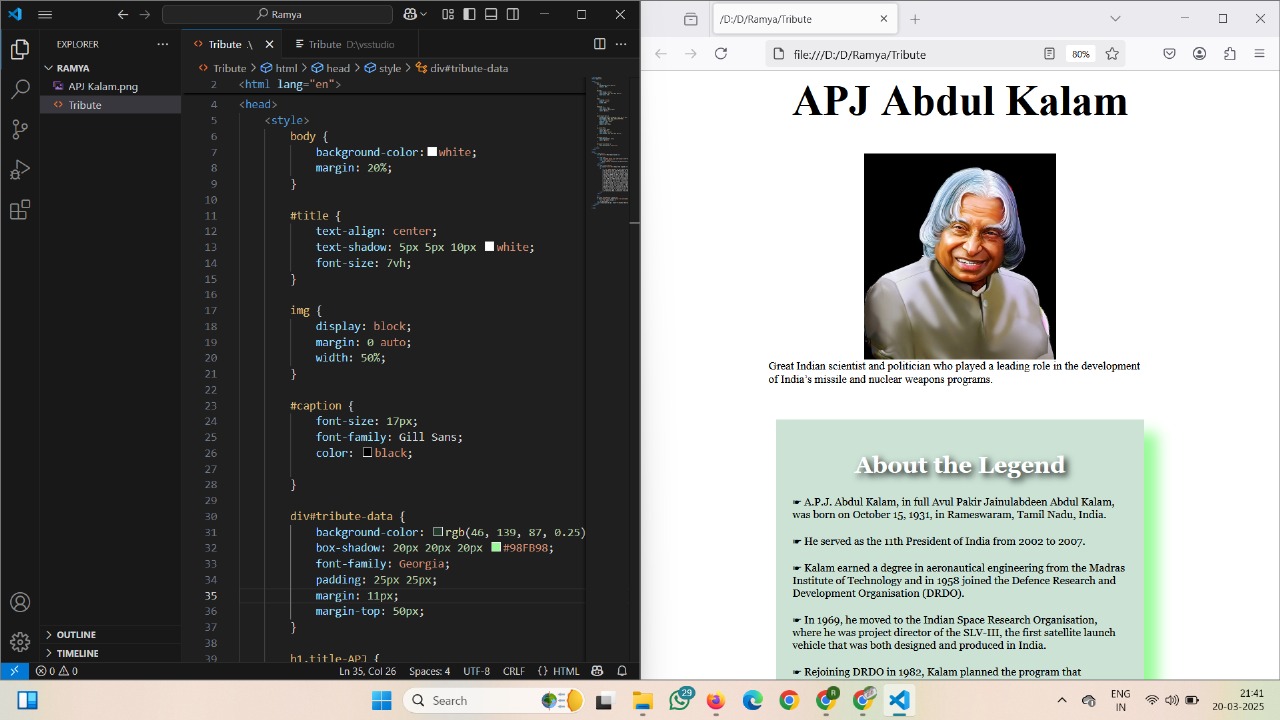 Ramya
EXPLORER
RAMYA
APJ Kalam.png
Tribute
OUTLINE
TIMELINE
Tribute .\
Tribute D:\vsstudio
Tribute > html > head > style > div#tribute-data
2 <html lang="en">
4 <head>
5 <style>
6 body {
7 background-color: white;
8 margin: 20%;
9 }
10
11 #title {
12 text-align: center;
13 text-shadow: 5px 5px 10px white;
14 font-size: 7vh;
15 }
16
17 img {
18 display: block;
19 margin: 0 auto;
20 width: 50%;
21 }
22
23 #caption {
24 font-size: 17px;
25 font-family: Gill Sans;
26 color: black;
27
28 }
29
30 div#tribute-data {
31 background-color: rgb(46, 139, 87, 0.25)
32 box-shadow: 20px 20px 20px #98FB98;
33 font-family: Georgia;
34 padding: 25px 25px;
35 margin: 11px;
36 margin-top: 50px;
37 }
38
39 h1.title-APJ {
0 0 Ln 35, Col 26 Spaces: 4 UTF-8 CRLF {} HTML
/D:/D/Ramya/Tribute
file:///D:/D/Ramya/Tribute 80%
APJ Abdul Kalam
Great Indian scientist and politician who played a leading role in the development
of India's missile and nuclear weapons programs.
About the Legend
☛ A.P.J. Abdul Kalam, in full Avul Pakir Jainulabdeen Abdul Kalam,
was born on October 15, 1931, in Rameswaram, Tamil Nadu, India.
☛ He served as the 11th President of India from 2002 to 2007.
☛ Kalam earned a degree in aeronautical engineering from the Madras
Institute of Technology and in 1958 joined the Defence Research and
Development Organisation (DRDO).
☛ In 1969, he moved to the Indian Space Research Organisation,
where he was project director of the SLV-III, the first satellite launch
vehicle that was both designed and produced in India.
☛ Rejoining DRDO in 1982, Kalam planned the program that
Search
29
R
ENG
IN
21:41
20-03-2025